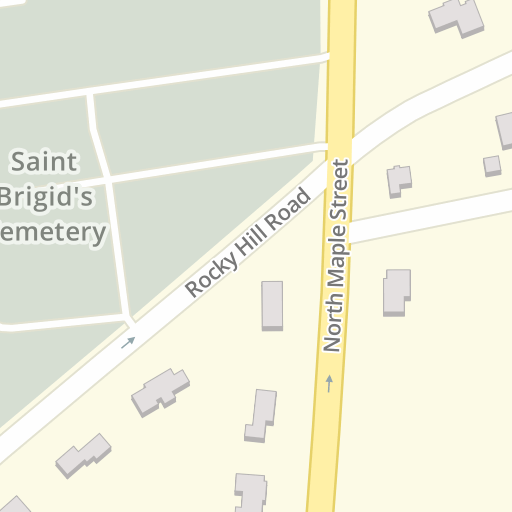 Saint
Brigid's
emetery
Rocky Hill Road
North Maple Street